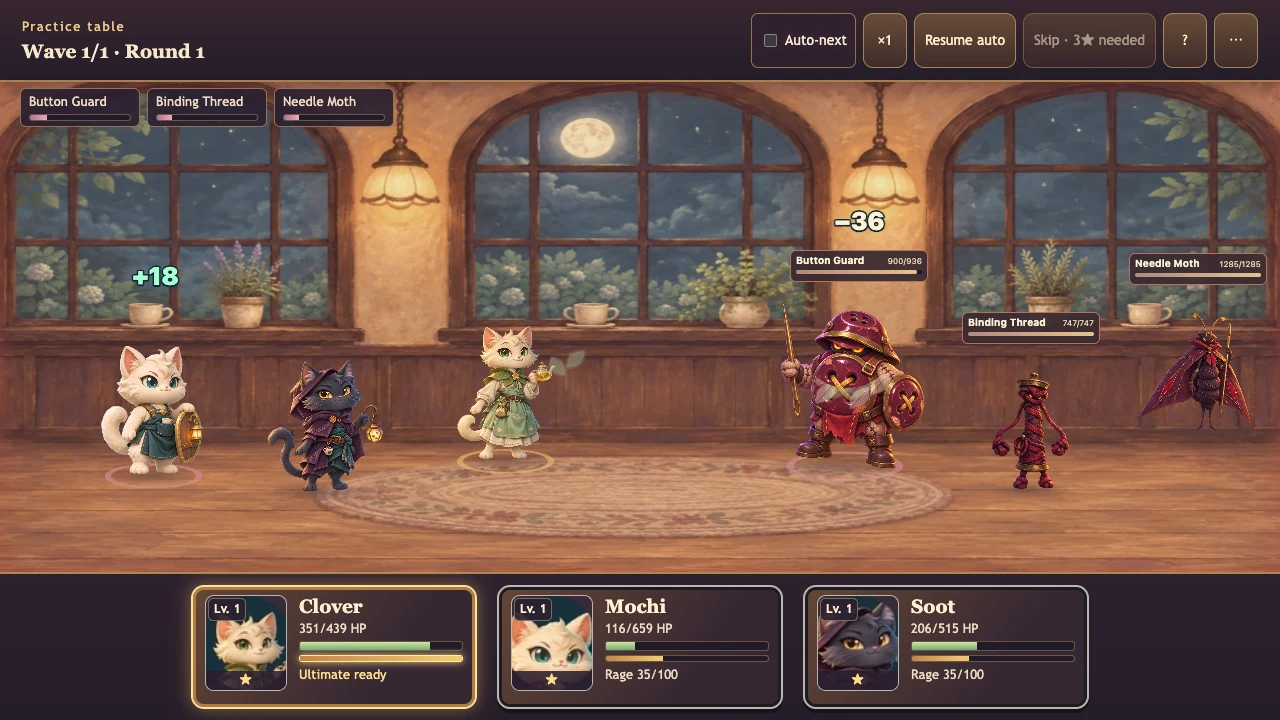 Practice table
Wave 1/1 · Round 1
Auto-next
×1
Resume auto
Skip · 3★ needed
?
...
Button Guard
Binding Thread
Needle Moth
+18
−36
Button Guard 900/936
Binding Thread 747/747
Needle Moth 1285/1285
Lv. 1
Clover
351/439 HP
Ultimate ready
Lv. 1
Mochi
116/659 HP
Rage 35/100
Lv. 1
Soot
206/515 HP
Rage 35/100